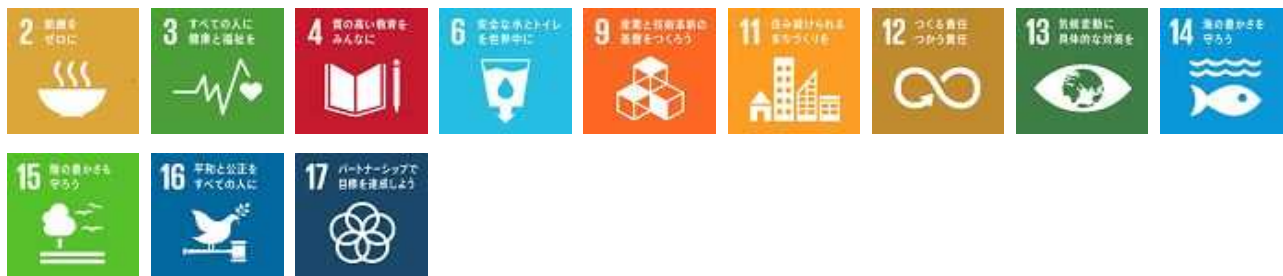 2 飢餓を
ゼロに
3 すべての人に
健康と福祉を
4 質の高い教育を
みんなに
6 安全な水とトイレ
を世界中に
9 産業と技術革新の
基盤をつくろう
11 住み続けられる
まちづくりを
12 つくる責任
つかう責任
13 気候変動に
具体的な対策を
14 海の豊かさを
守ろう
15 陸の豊かさも
守ろう
16 平和と公正を
すべての人に
17 パートナーシップで
目標を達成しよう